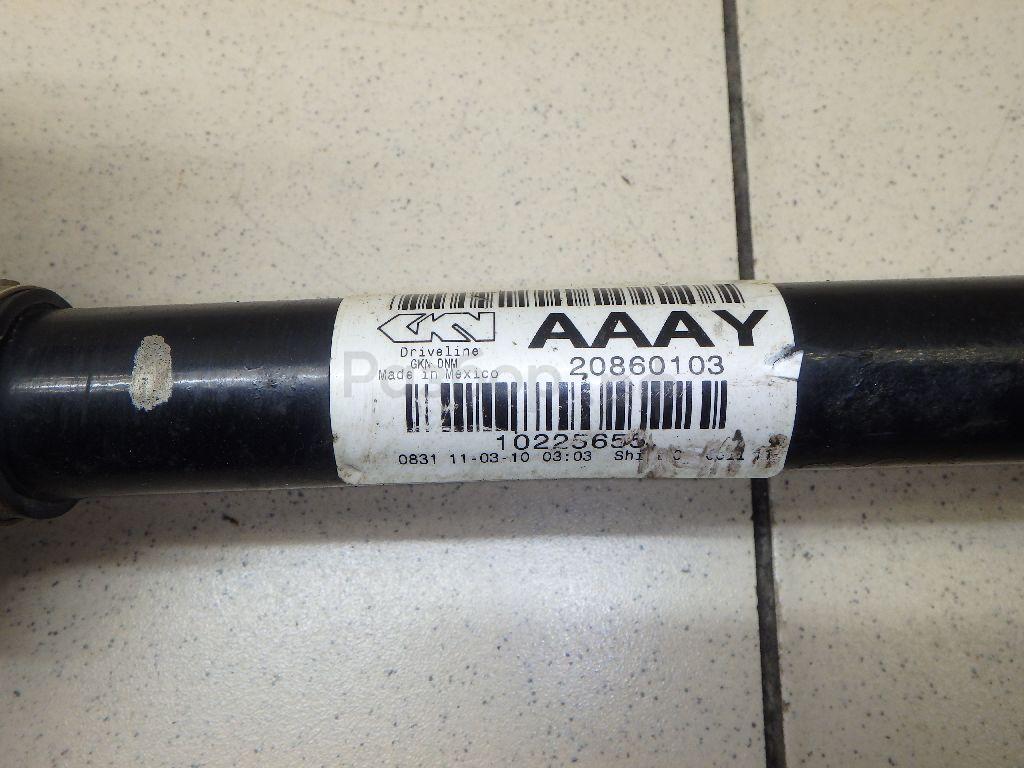 GKN AAAY
Driveline
GKN DNM
Made in Mexico
20860103
10225655
0831 11-03-10 03:03